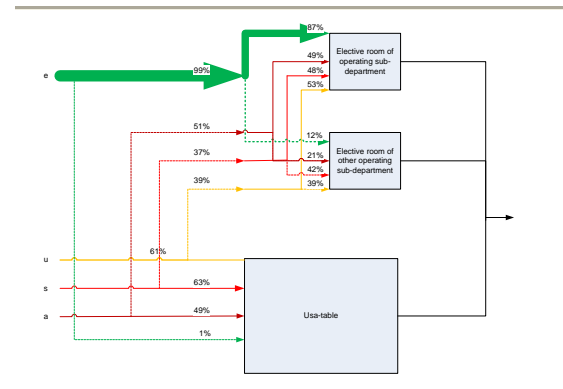 87%
Elective room of
operating sub-
department
49%
e
99%
48%
53%
51%
12%
Elective room of
other operating
sub-department
37%
21%
42%
39%
39%
61%
u
s
63%
Usa-table
a
49%
1%